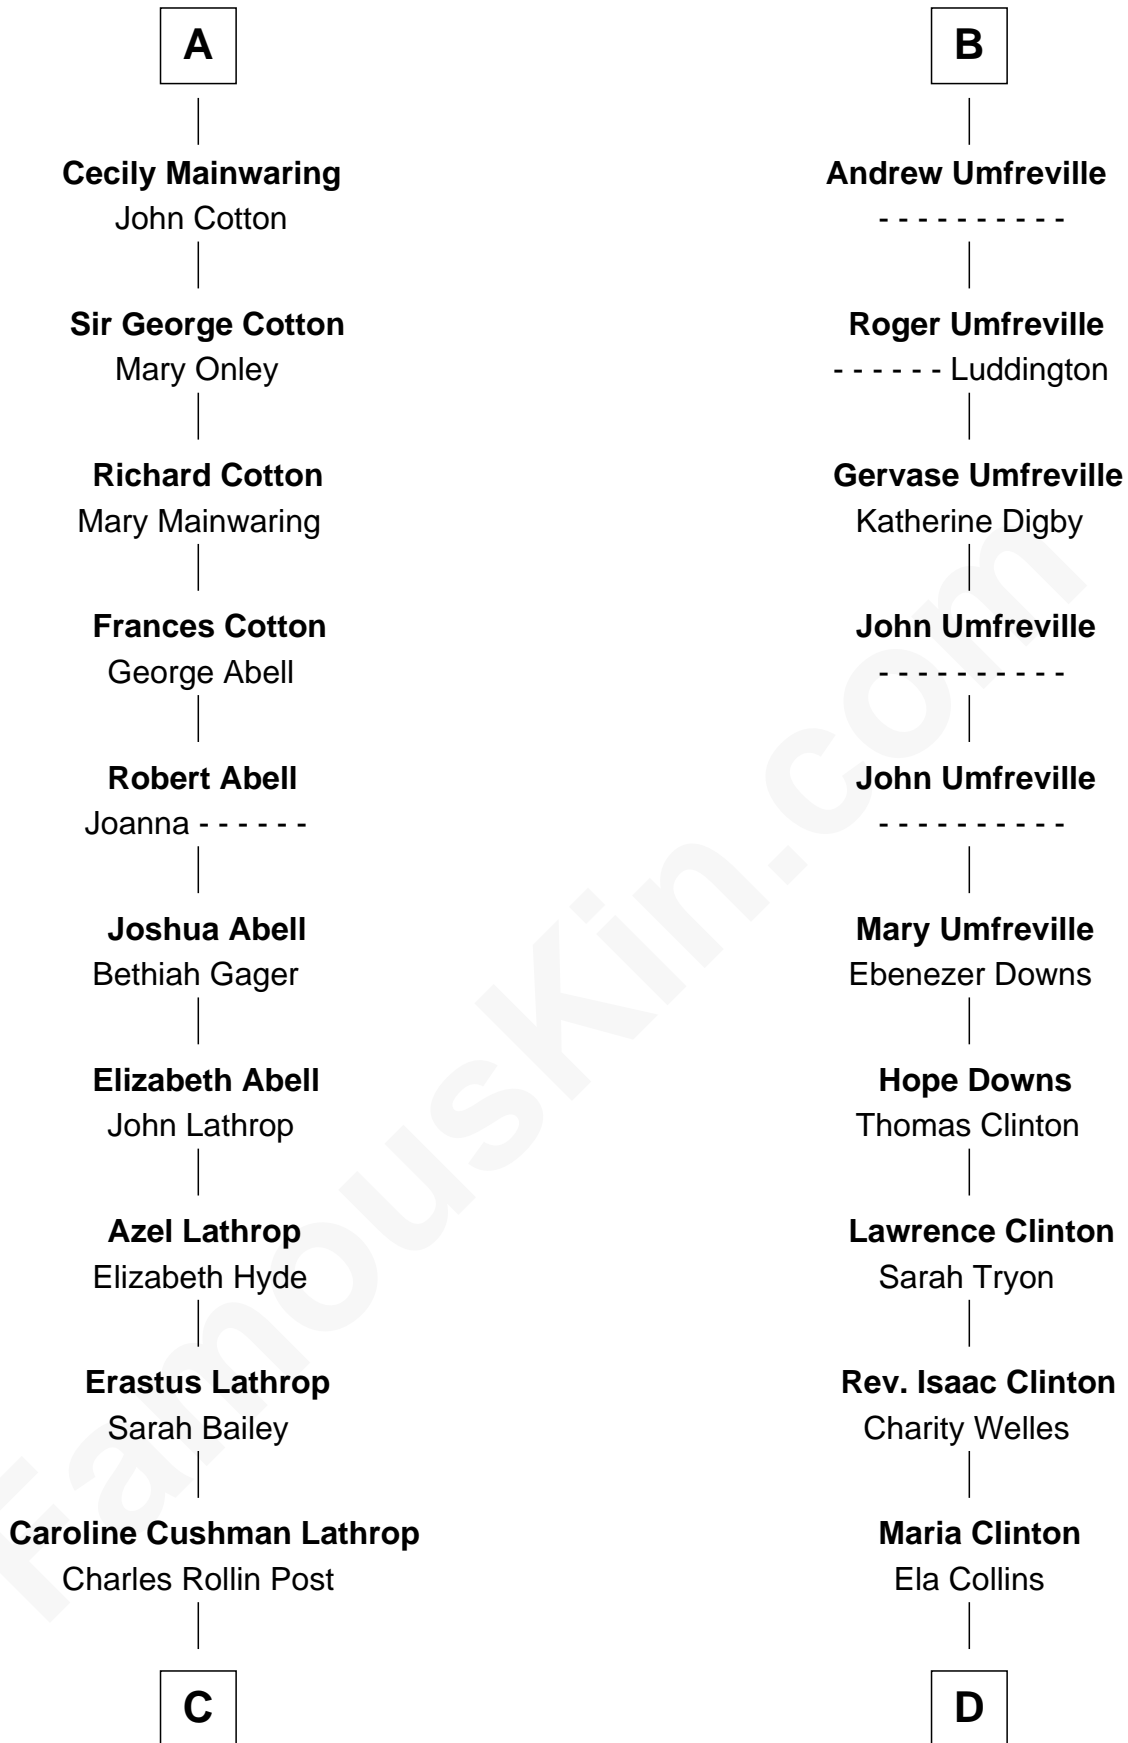 A
Cecily Mainwaring
John Cotton
Sir George Cotton
Mary Onley
Richard Cotton
Mary Mainwaring
Frances Cotton
George Abell
Robert Abell
Joanna - - - - - -
Joshua Abell
Bethiah Gager
Elizabeth Abell
John Lathrop
Azel Lathrop
Elizabeth Hyde
Erastus Lathrop
Sarah Bailey
Caroline Cushman Lathrop
Charles Rollin Post
C
B
Andrew Umfreville
- - - - - - - - - -
Roger Umfreville
- - - - - - Luddington
Gervase Umfreville
Katherine Digby
John Umfreville
- - - - - - - - - -
John Umfreville
- - - - - - - - - -
Mary Umfreville
Ebenezer Downs
Hope Downs
Thomas Clinton
Lawrence Clinton
Sarah Tryon
Rev. Isaac Clinton
Charity Welles
Maria Clinton
Ela Collins
D
FamousKin.com